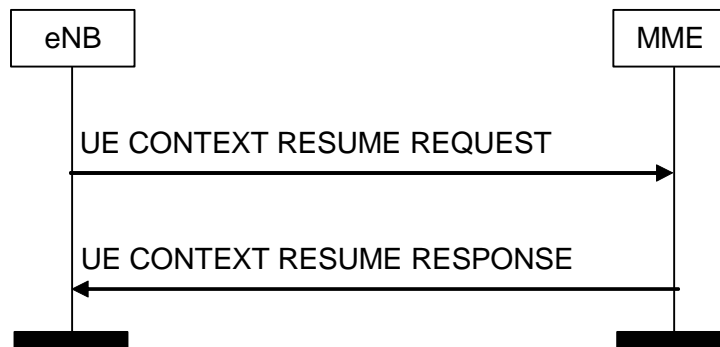 eNB
MME
UE CONTEXT RESUME REQUEST
UE CONTEXT RESUME RESPONSE